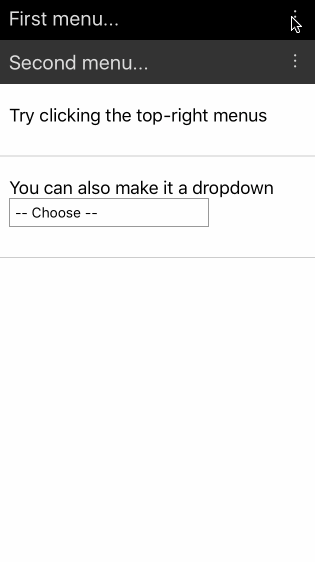 First menu...
Second menu...
Try clicking the top-right menus
You can also make it a dropdown
-- Choose --